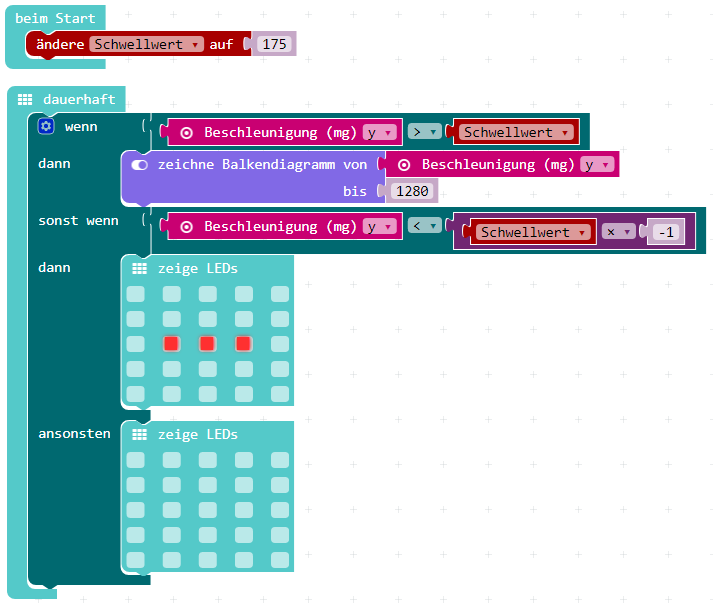 beim Start
ändere Schwellwert auf 175
dauerhaft
wenn Beschleunigung (mg) y > Schwellwert
dann zeichne Balkendiagramm von Beschleunigung (mg) y
bis 1280
sonst wenn Beschleunigung (mg) y < Schwellwert × -1
dann zeige LEDs
ansonsten zeige LEDs